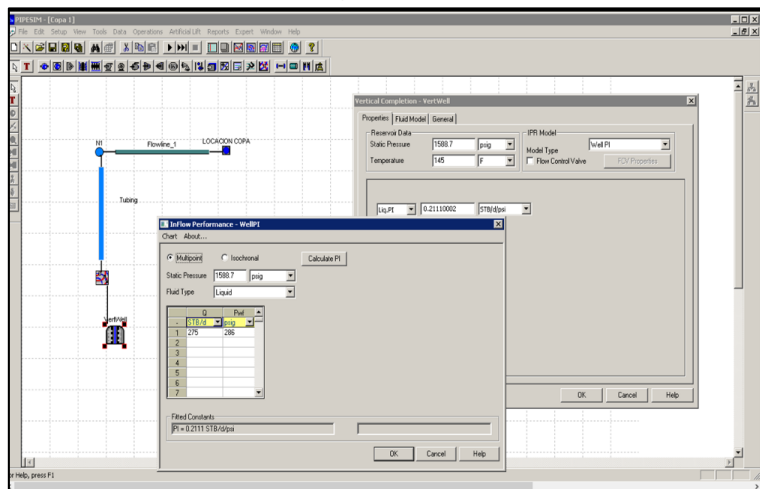 PIPESIM - [Copa 1]
File Edit Setup View Tools Data Operations Artificial Lift Reports Expert Window Help
N1
Flowline_1
LOCACION COPA
Tubing
VertWell
Vertical Completion - VertWell
Properties Fluid Model General
Reservoir Data
Static Pressure 1588.7 psig
Temperature 145 F
IPR Model
Model Type Well PI
Flow Control Valve FCV Properties
Liq.PI 0.21110002 STB/d/psi
OK Cancel Help
InFlow Performance - WellPI
Chart About...
Multipoint Isochronal Calculate PI
Static Pressure 1588.7 psig
Fluid Type Liquid
Q Pwf
- STB/d psig
1 275 286
2
3
4
5
6
7
Fitted Constants
PI = 0.2111 STB/d/psi
OK Cancel Help
or Help, press F1